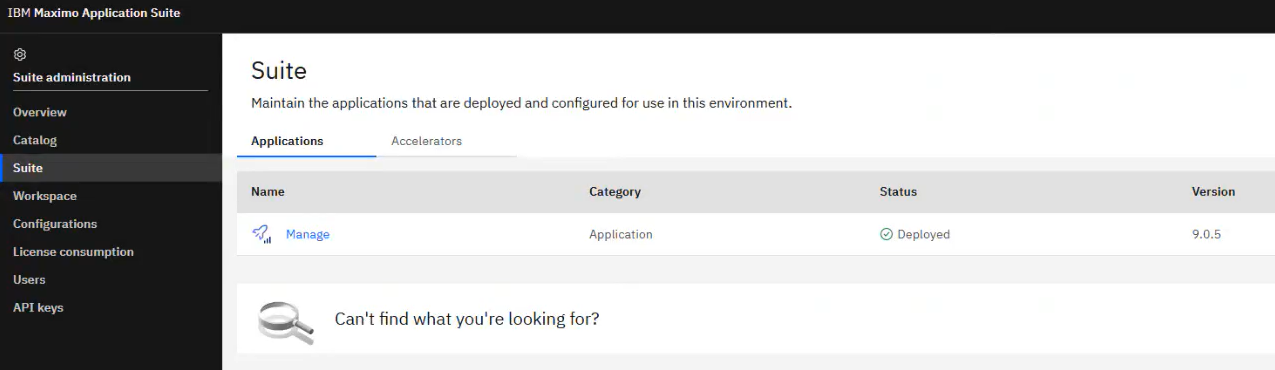 IBM Maximo Application Suite
Suite administration
Overview
Catalog
Suite
Workspace
Configurations
License consumption
Users
API keys
Suite
Maintain the applications that are deployed and configured for use in this environment.
Applications Accelerators
Name Category Status Version
Manage Application Deployed 9.0.5
Can't find what you're looking for?